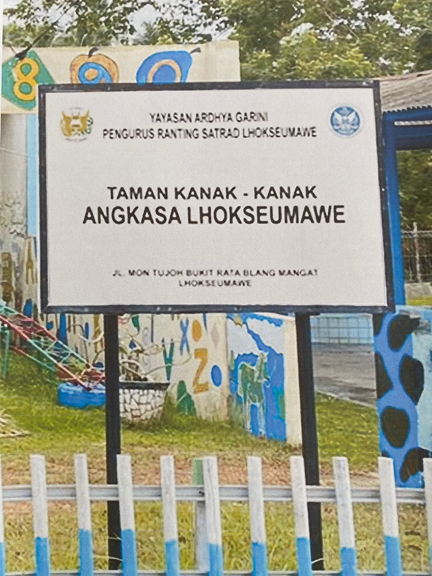 8
YAYASAN ARDHYA GARINI
PENGURUS RANTING SATRAD LHOKSEUMAWE
TAMAN KANAK - KANAK
ANGKASA LHOKSEUMAWE
JL. MON TUJOH BUKIT RATA BLANG MANGAT
LHOKSEUMAWE